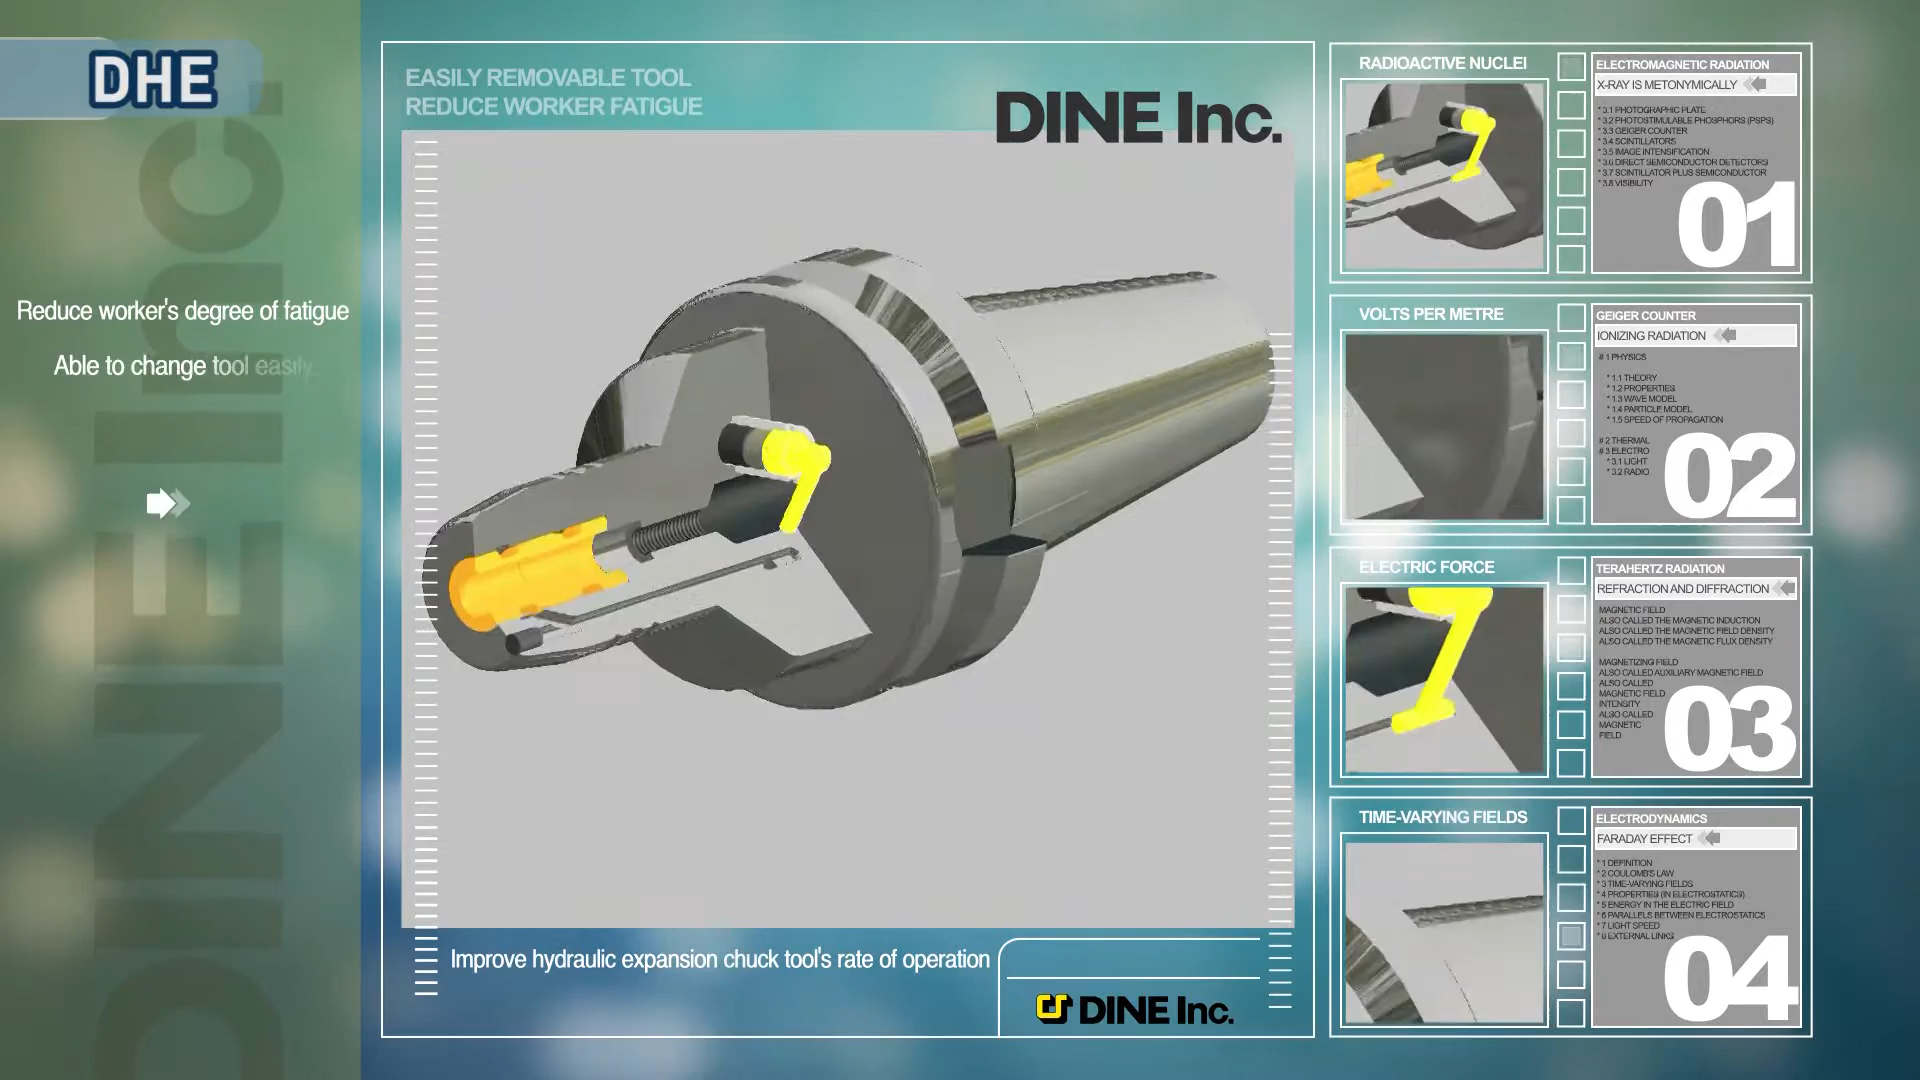 DHE
DINE Inc.
Reduce worker's degree of fatigue
Able to change tool easily.
EASILY REMOVABLE TOOL
REDUCE WORKER FATIGUE
DINE Inc.
Improve hydraulic expansion chuck tool's rate of operation
DINE Inc.
RADIOACTIVE NUCLEI
ELECTROMAGNETIC RADIATION
X-RAY IS METONYMICALLY
* 3.1 PHOTOGRAPHIC PLATE
* 3.2 PHOTOSTIMULABLE PHOSPHORS (PSPS)
* 3.3 GEIGER COUNTER
* 3.4 SCINTILLATORS
* 3.5 IMAGE INTENSIFICATION
* 3.6 DIRECT SEMICONDUCTOR DETECTORS
* 3.7 SCINTILLATOR PLUS SEMICONDUCTOR
* 3.8 VISIBILITY
01
VOLTS PER METRE
GEIGER COUNTER
IONIZING RADIATION
# 1 PHYSICS
* 1.1 THEORY
* 1.2 PROPERTIES
* 1.3 WAVE MODEL
* 1.4 PARTICLE MODEL
* 1.5 SPEED OF PROPAGATION
# 2 THERMAL
# 3 ELECTRO
* 3.1 LIGHT
* 3.2 RADIO
02
ELECTRIC FORCE
TERAHERTZ RADIATION
REFRACTION AND DIFFRACTION
MAGNETIC FIELD
ALSO CALLED THE MAGNETIC INDUCTION
ALSO CALLED THE MAGNETIC FIELD DENSITY
ALSO CALLED THE MAGNETIC FLUX DENSITY
MAGNETIZING FIELD
ALSO CALLED AUXILIARY MAGNETIC FIELD
ALSO CALLED
MAGNETIC FIELD
INTENSITY
ALSO CALLED
MAGNETIC
FIELD
03
TIME-VARYING FIELDS
ELECTRODYNAMICS
FARADAY EFFECT
* 1 DEFINITION
* 2 COULOMB'S LAW
* 3 TIME-VARYING FIELDS
* 4 PROPERTIES (IN ELECTROSTATICS)
* 5 ENERGY IN THE ELECTRIC FIELD
* 6 PARALLELS BETWEEN ELECTROSTATICS
* 7 LIGHT SPEED
* 8 EXTERNAL LINKS
04